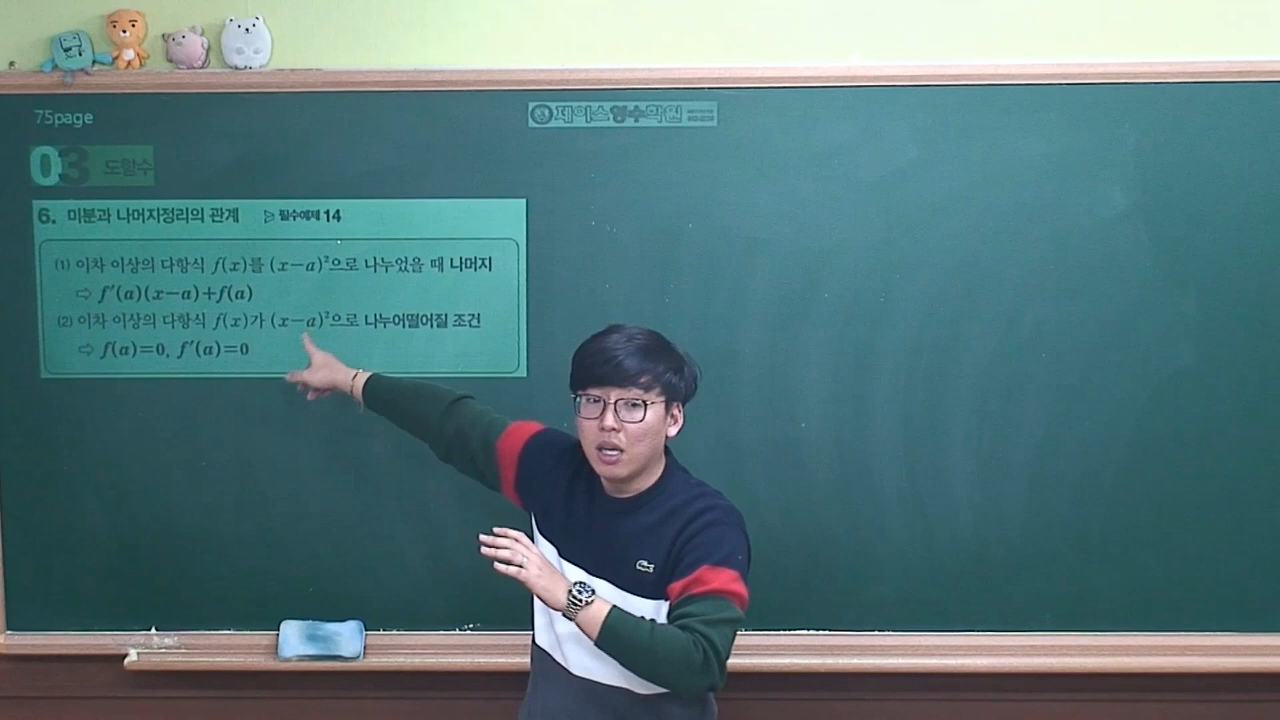 75page
제이스영수학원
03 도함수
6. 미분과 나머지정리의 관계 ▷ 필수예제 14
(1) 이차 이상의 다항식 f(x)를 (x-a)²으로 나누었을 때 나머지
⇨ f′(a)(x-a)+f(a)
(2) 이차 이상의 다항식 f(x)가 (x-a)²으로 나누어떨어질 조건
⇨ f(a)=0, f′(a)=0